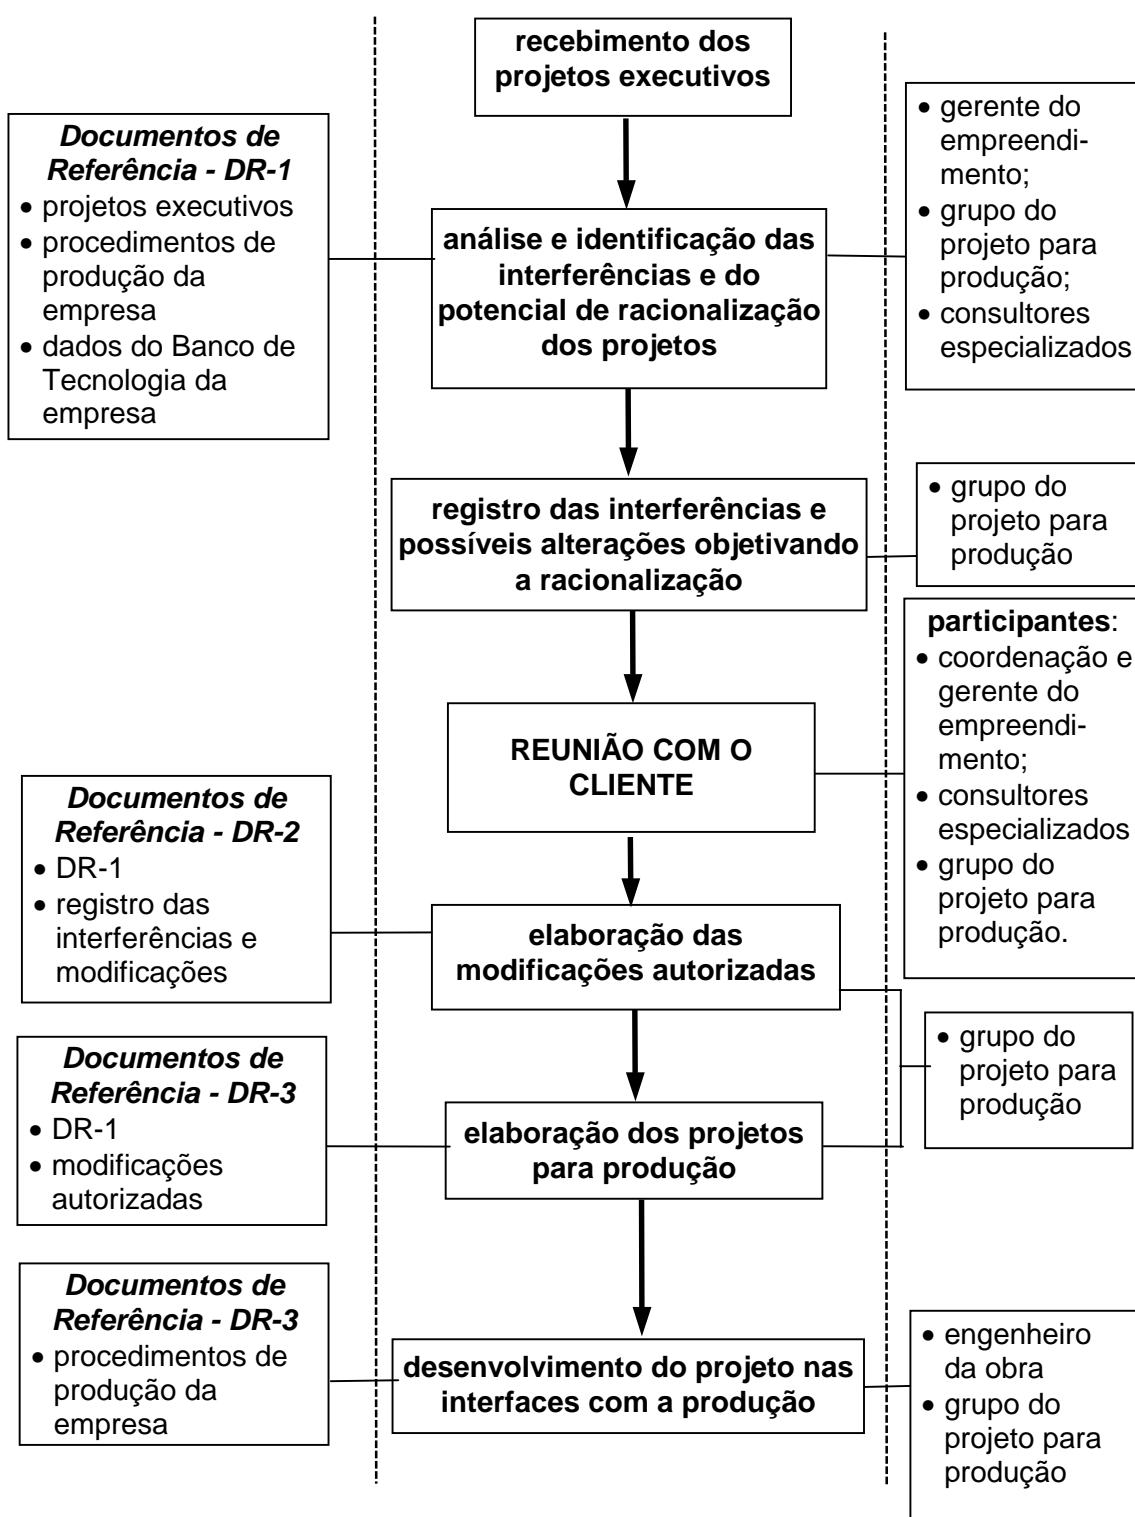 recebimento dos
projetos executivos
Documentos de
Referência - DR-1
• projetos executivos
• procedimentos de
produção da
empresa
• dados do Banco de
Tecnologia da
empresa
análise e identificação das
interferências e do
potencial de racionalização
dos projetos
• gerente do
empreendi-
mento;
• grupo do
projeto para
produção;
• consultores
especializados
registro das interferências e
possíveis alterações objetivando
a racionalização
• grupo do
projeto para
produção
REUNIÃO COM O
CLIENTE
participantes:
• coordenação e
gerente do
empreendi-
mento;
• consultores
especializados
• grupo do
projeto para
produção.
Documentos de
Referência - DR-2
• DR-1
• registro das
interferências e
modificações
elaboração das
modificações autorizadas
• grupo do
projeto para
produção
Documentos de
Referência - DR-3
• DR-1
• modificações
autorizadas
elaboração dos projetos
para produção
Documentos de
Referência - DR-3
• procedimentos de
produção da
empresa
desenvolvimento do projeto nas
interfaces com a produção
• engenheiro
da obra
• grupo do
projeto para
produção